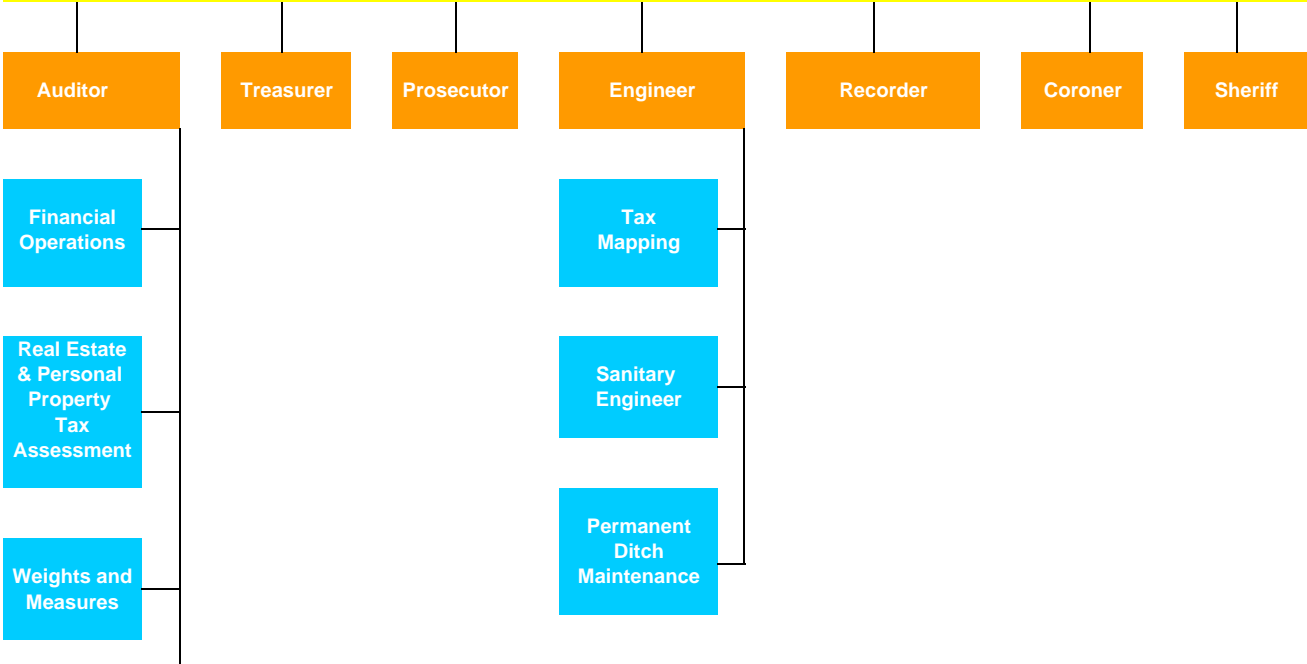 Auditor
Treasurer
Prosecutor
Engineer
Recorder
Coroner
Sheriff
Financial
Operations
Tax
Mapping
Real Estate
& Personal
Property
Tax
Assessment
Sanitary
Engineer
Permanent
Ditch
Maintenance
Weights and
Measures